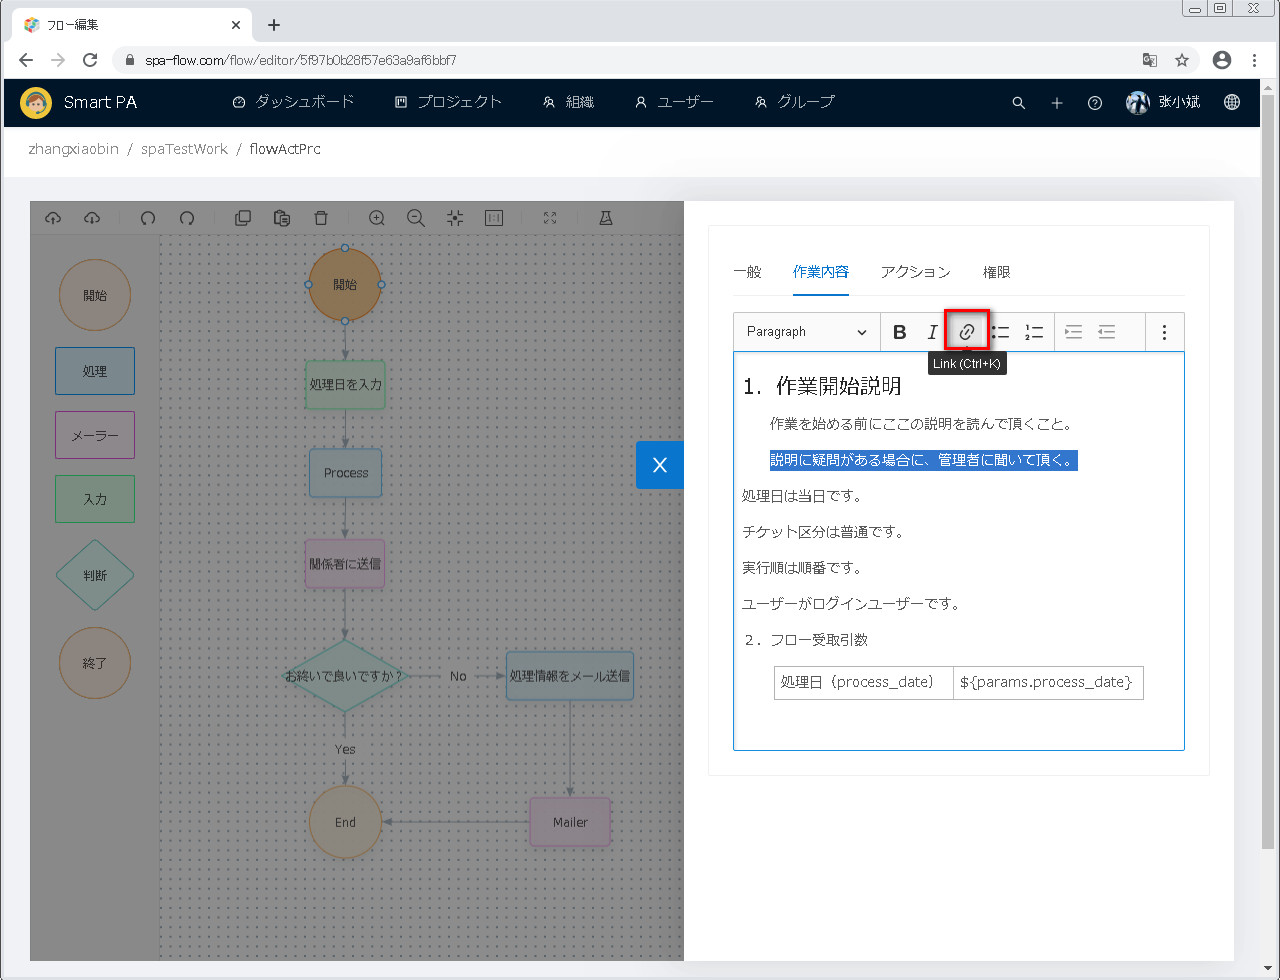 フロー編集
spa-flow.com/flow/editor/5f97b0b28f57e63a9af6bbf7
Smart PA
ダッシュボード
プロジェクト
組織
ユーザー
グループ
张小斌
zhangxiaobin / spaTestWork / flowActPrc
開始
処理
メーラー
入力
判断
終了
開始
処理日を入力
Process
関係者に送信
お終いで良いですか？
No
処理情報をメール送信
Yes
End
Mailer
X
一般
作業内容
アクション
権限
Paragraph
B
I
Link (Ctrl+K)
1. 作業開始説明
作業を始める前にここの説明を読んで頂くこと。
説明に疑問がある場合に、管理者に聞いて頂く。
処理日は当日です。
チケット区分は普通です。
実行順は順番です。
ユーザーがログインユーザーです。
２．フロー受取引数
処理日（process_date） ${params.process_date}